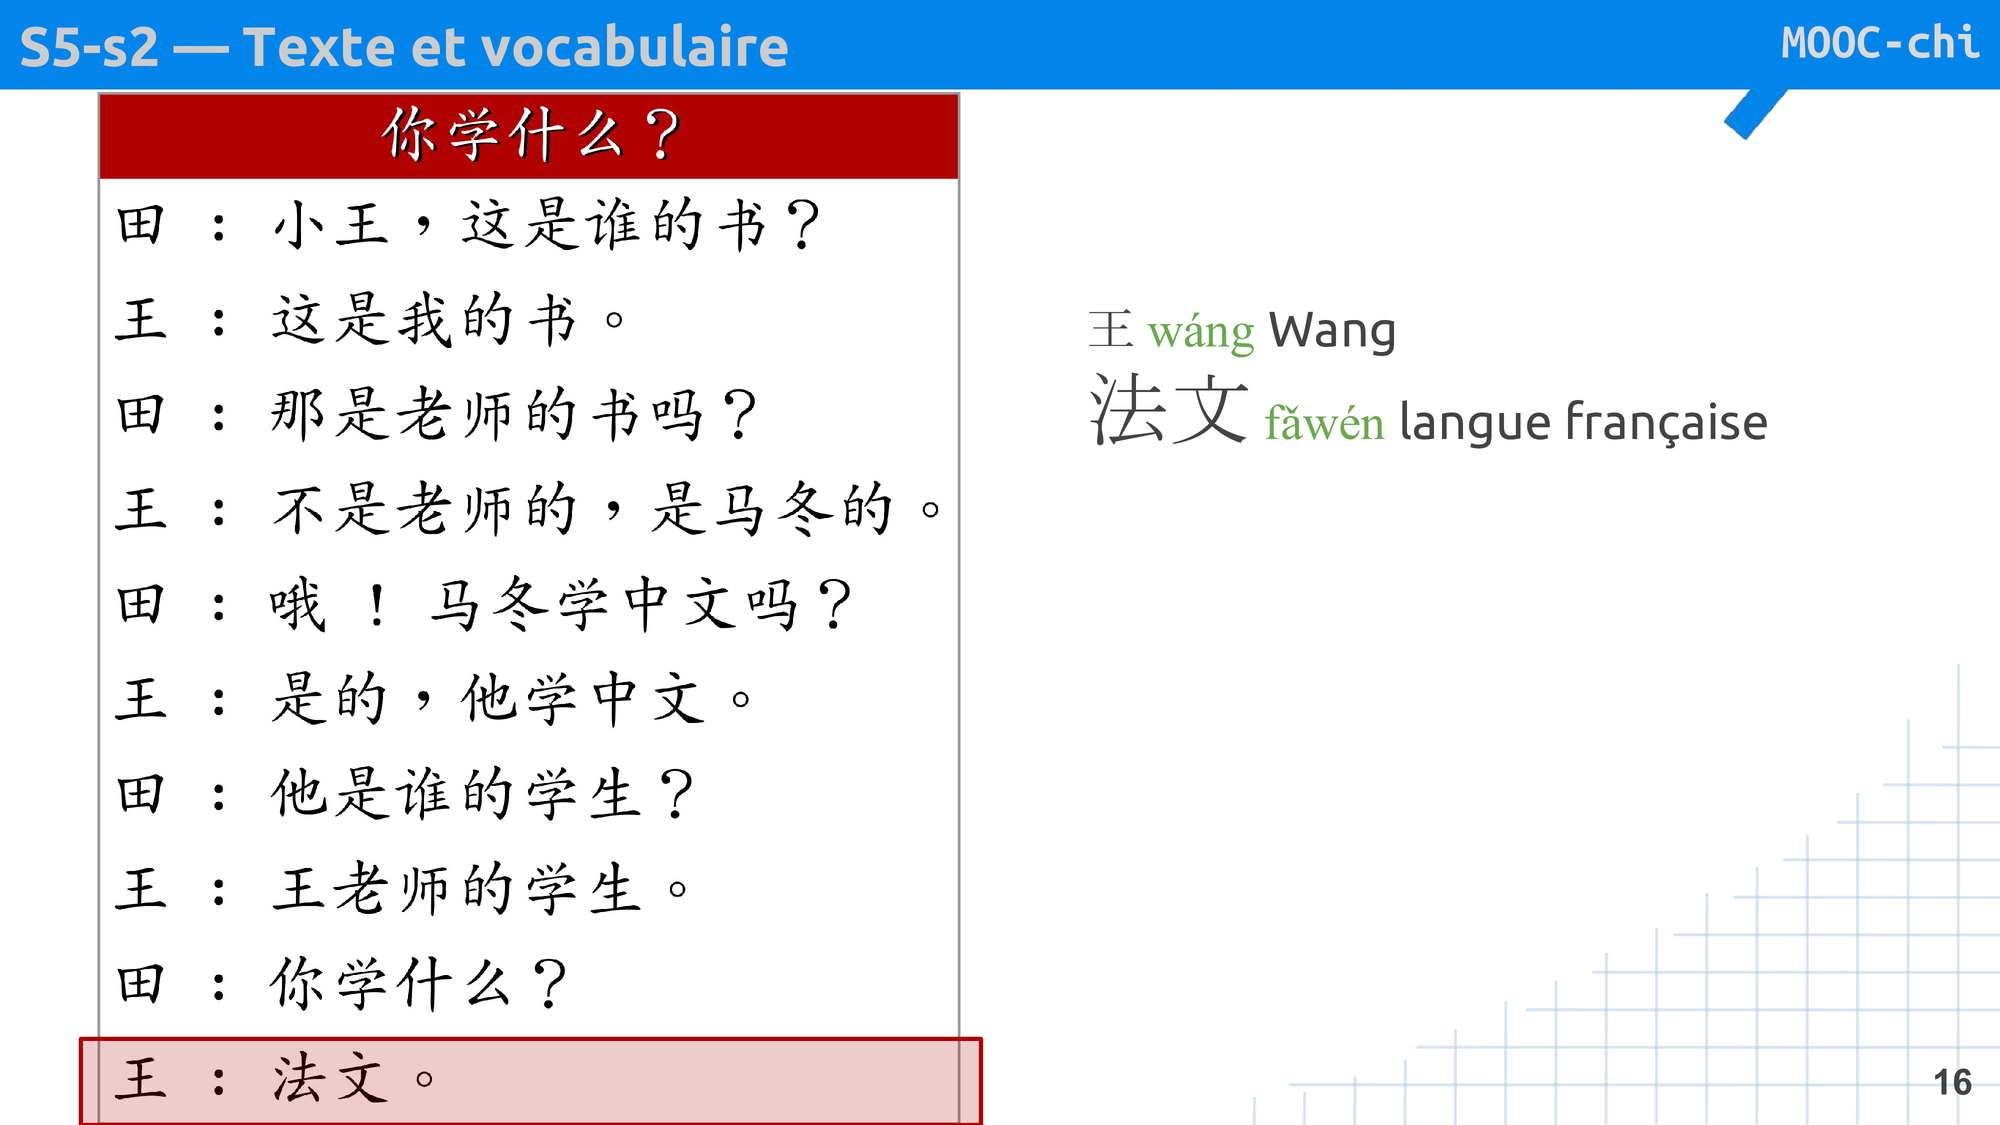 S5-s2 — Texte et vocabulaire
MOOC-chi
你学什么？
田 ： 小王，这是谁的书？
王 ： 这是我的书。
田 ： 那是老师的书吗？
王 ： 不是老师的，是马冬的。
田 ： 哦 ！ 马冬学中文吗？
王 ： 是的，他学中文。
田 ： 他是谁的学生？
王 ： 王老师的学生。
田 ： 你学什么？
王 ： 法文。
王 wáng Wang
法文 fǎwén langue française
16